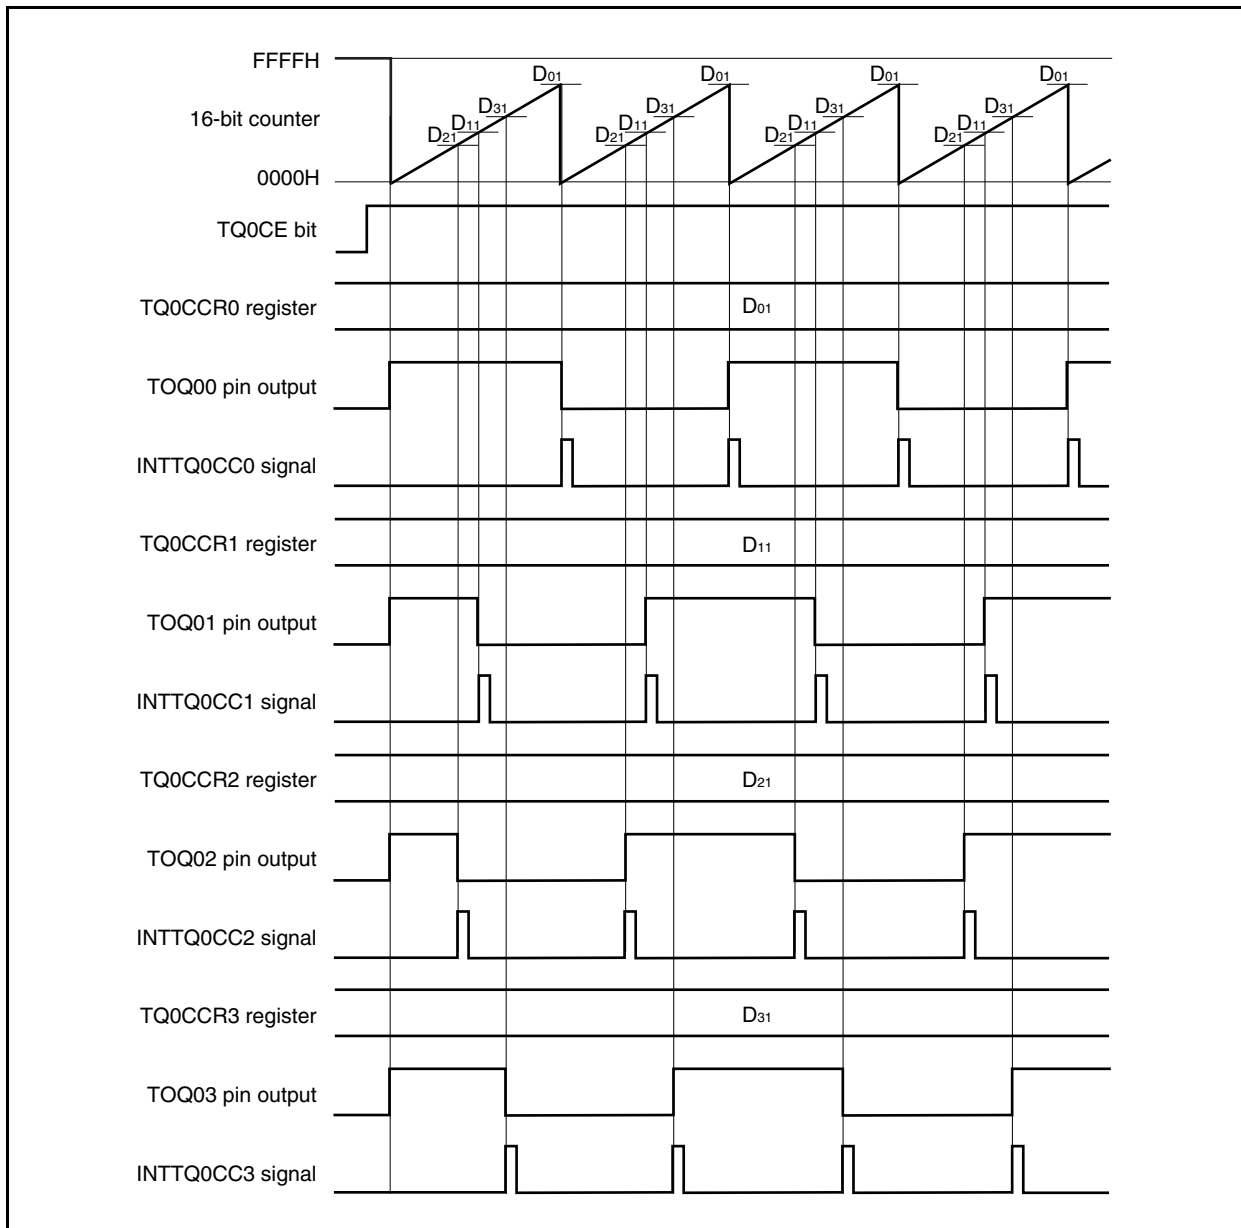 FFFFH
D01 D01 D01 D01
16-bit counter
D31 D31 D31 D31
D11 D11 D11 D11
D21 D21 D21 D21
0000H
TQ0CE bit
TQ0CCR0 register D01
TOQ00 pin output
INTTQ0CC0 signal
TQ0CCR1 register D11
TOQ01 pin output
INTTQ0CC1 signal
TQ0CCR2 register D21
TOQ02 pin output
INTTQ0CC2 signal
TQ0CCR3 register D31
TOQ03 pin output
INTTQ0CC3 signal